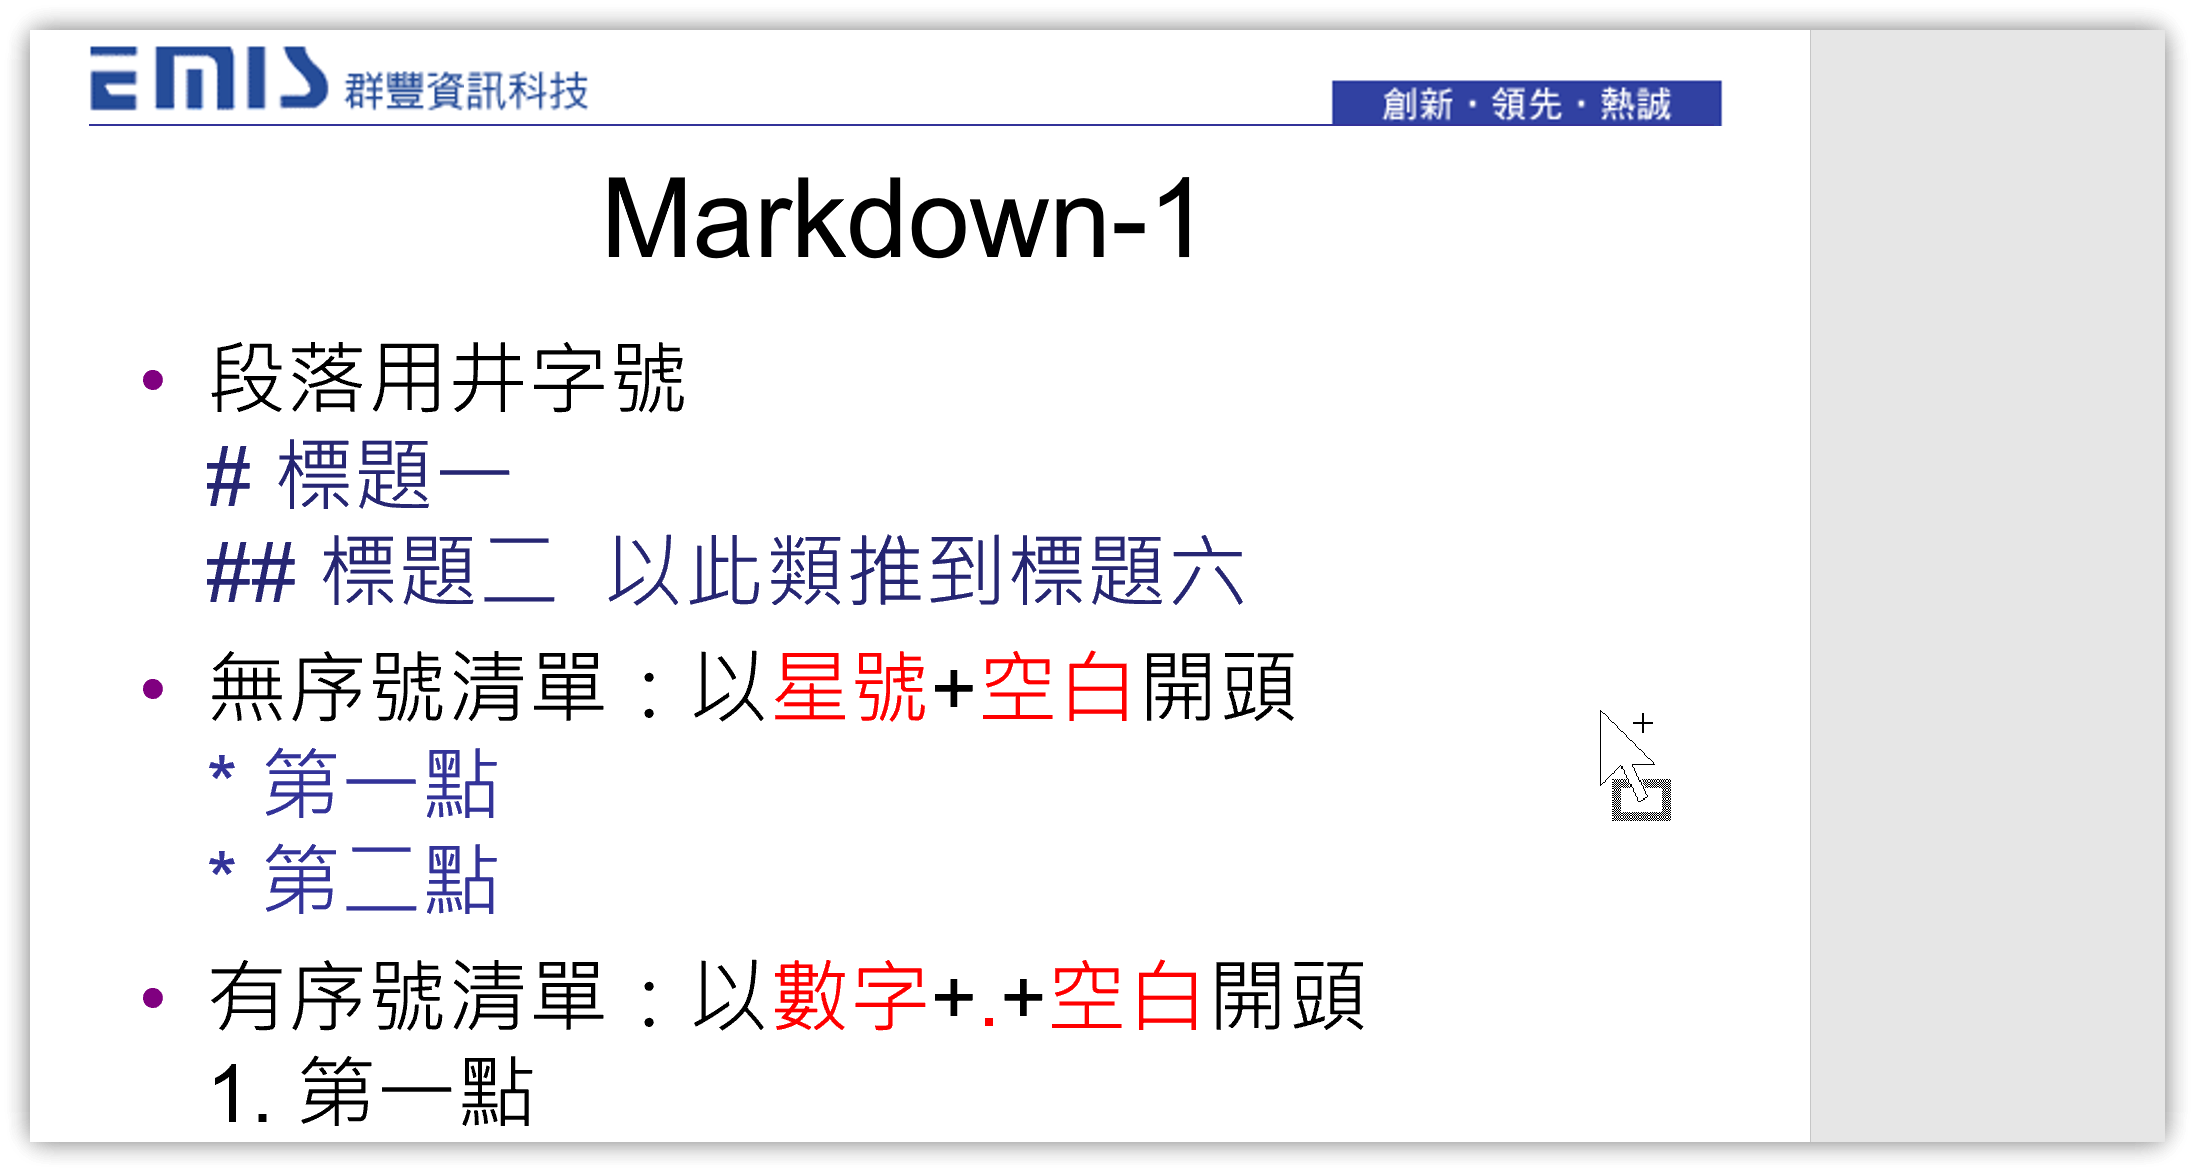 EMIS 群豐資訊科技
創新・領先・熱誠
Markdown-1
• 段落用井字號
# 標題一
## 標題二 以此類推到標題六
• 無序號清單：以星號+空白開頭
* 第一點
* 第二點
• 有序號清單：以數字+.+空白開頭
1. 第一點